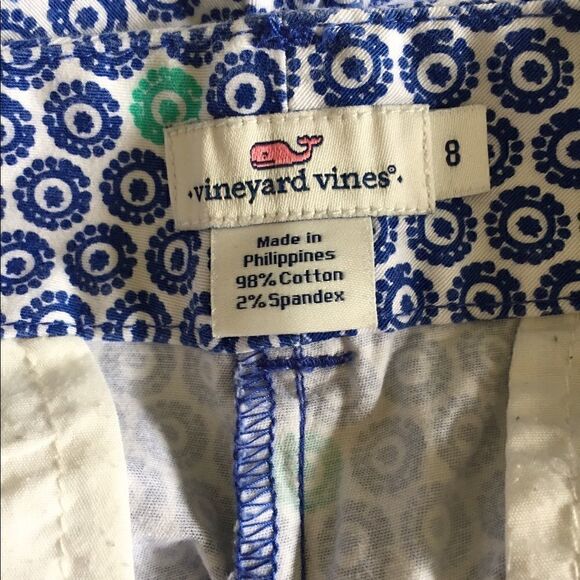 vineyard vines®
8
Made in
Philippines
98% Cotton
2% Spandex